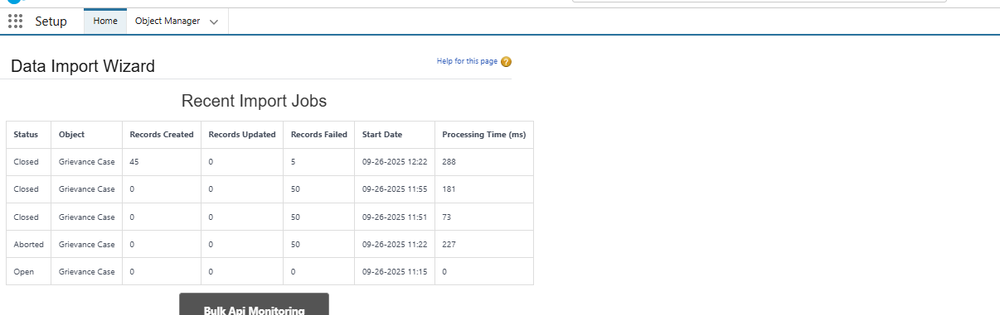 Setup Home Object Manager
Help for this page ?
Data Import Wizard
Recent Import Jobs
Status Object Records Created Records Updated Records Failed Start Date Processing Time (ms)
Closed Grievance Case 45 0 5 09-26-2025 12:22 288
Closed Grievance Case 0 0 50 09-26-2025 11:55 181
Closed Grievance Case 0 0 50 09-26-2025 11:51 73
Aborted Grievance Case 0 0 50 09-26-2025 11:22 227
Open Grievance Case 0 0 0 09-26-2025 11:15 0
Bulk Api Monitoring